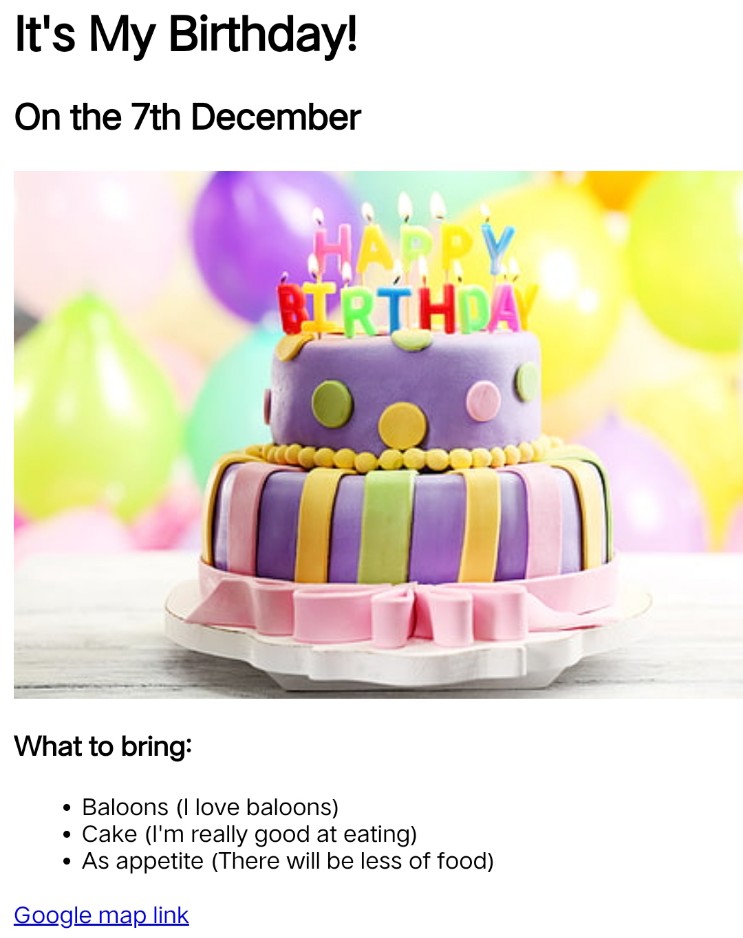 It's My Birthday!
On the 7th December
HAPPY
BIRTHDAY
What to bring:
Baloons (I love baloons)
Cake (I'm really good at eating)
As appetite (There will be less of food)
Google map link